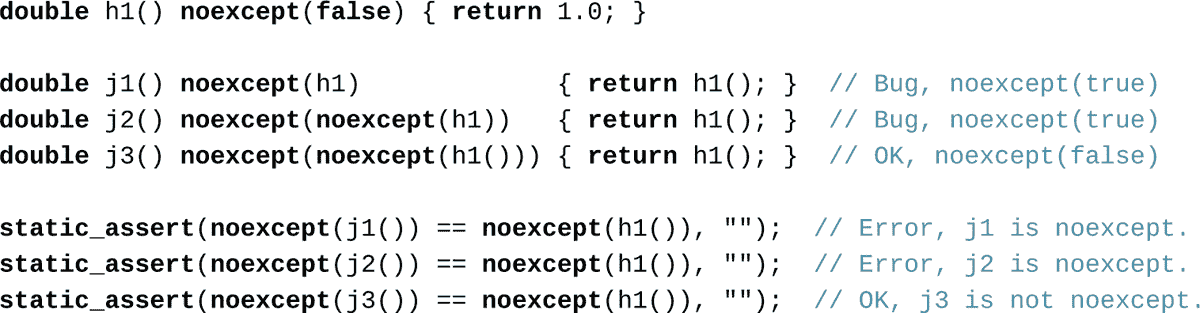 double h1() noexcept(false) { return 1.0; }
double j1() noexcept(h1)             { return h1(); }  // Bug, noexcept(true)
double j2() noexcept(noexcept(h1))   { return h1(); }  // Bug, noexcept(true)
double j3() noexcept(noexcept(h1())) { return h1(); }  // OK, noexcept(false)
static_assert(noexcept(j1()) == noexcept(h1()), "");  // Error, j1 is noexcept.
static_assert(noexcept(j2()) == noexcept(h1()), "");  // Error, j2 is noexcept.
static_assert(noexcept(j3()) == noexcept(h1()), "");  // OK, j3 is not noexcept.